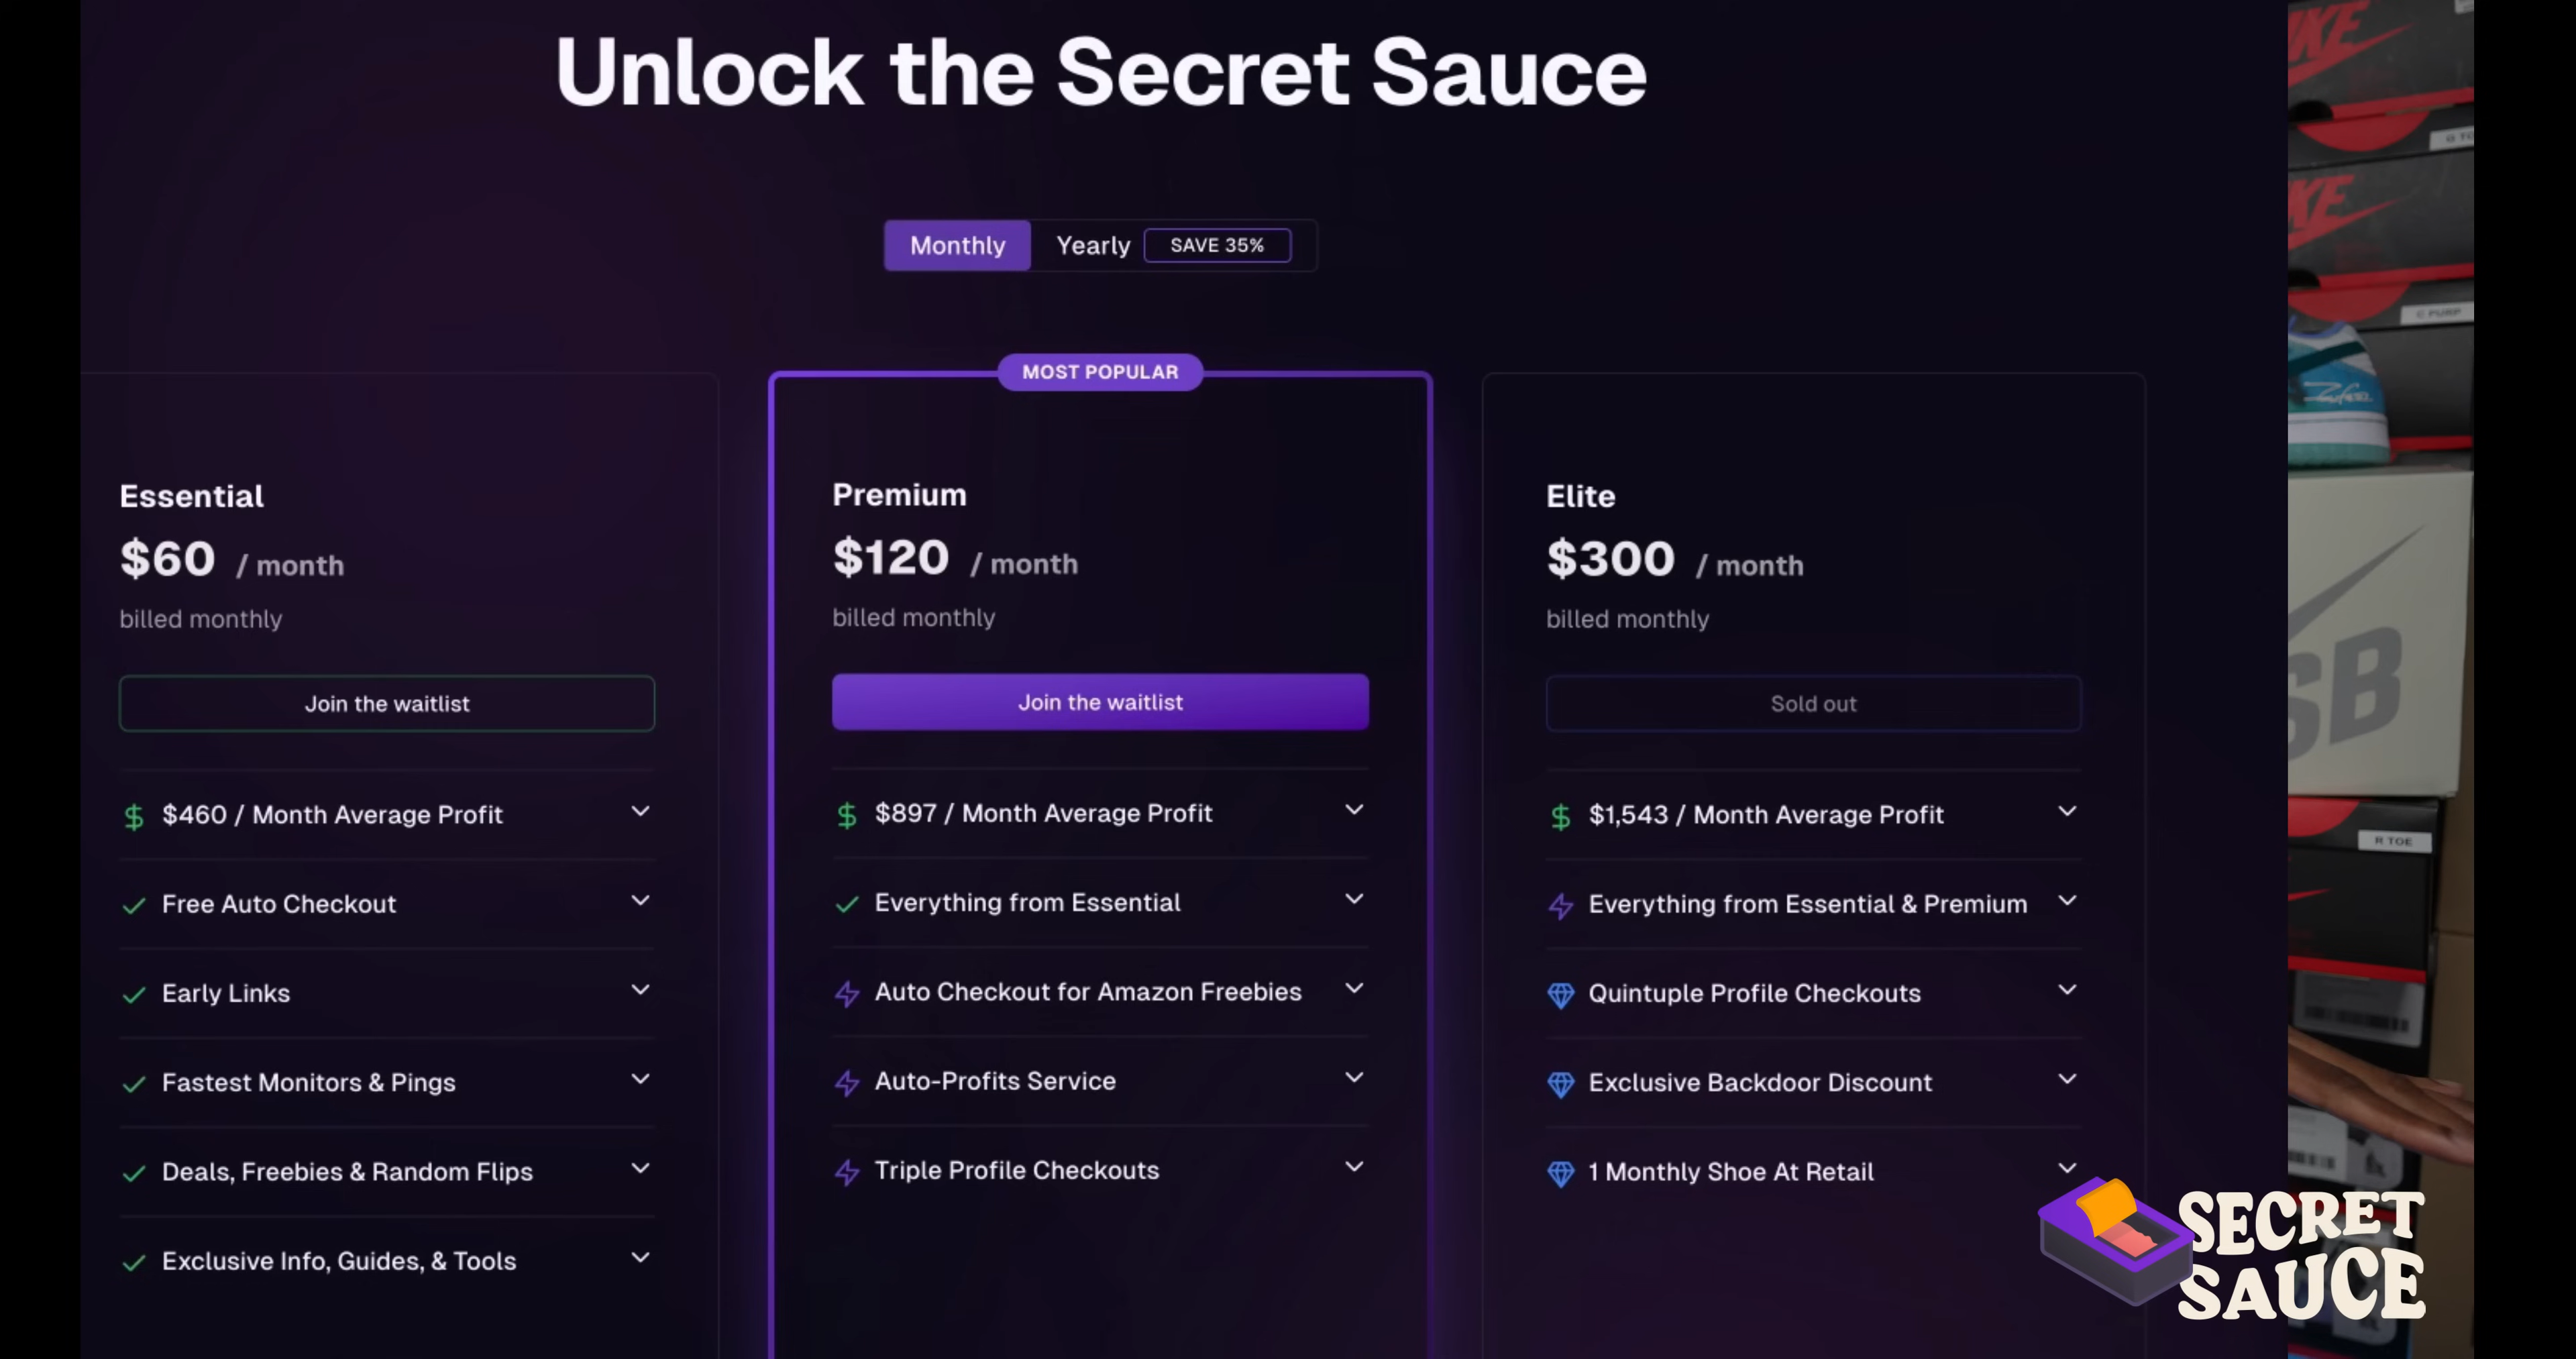 Unlock the Secret Sauce
Monthly
Yearly
SAVE 35%
Essential
$60 / month
billed monthly
Join the waitlist
$460 / Month Average Profit
Free Auto Checkout
Early Links
Fastest Monitors & Pings
Deals, Freebies & Random Flips
Exclusive Info, Guides, & Tools
MOST POPULAR
Premium
$120 / month
billed monthly
Join the waitlist
$897 / Month Average Profit
Everything from Essential
Auto Checkout for Amazon Freebies
Auto-Profits Service
Triple Profile Checkouts
Elite
$300 / month
billed monthly
Sold out
$1,543 / Month Average Profit
Everything from Essential & Premium
Quintuple Profile Checkouts
Exclusive Backdoor Discount
1 Monthly Shoe At Retail
C PURP
SB
R TOE
SECRET
SAUCE